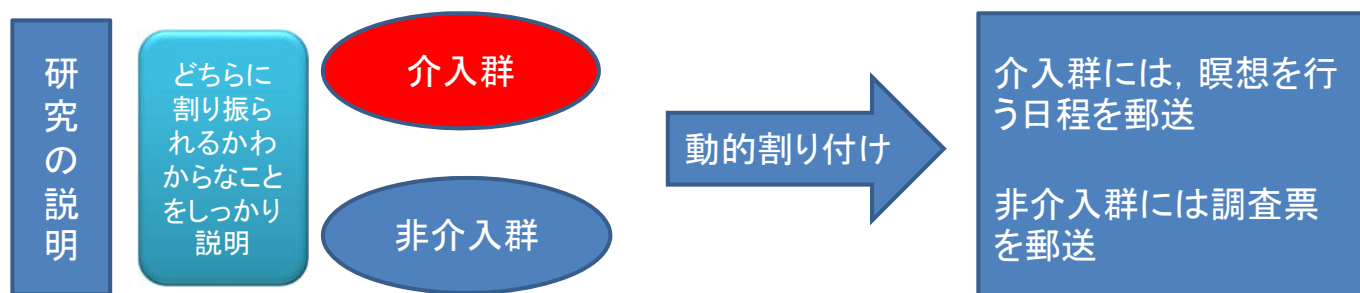 研究の説明
どちらに
割り振ら
れるかわ
からなこと
をしっかり
説明
介入群
非介入群
動的割り付け
介入群には，瞑想を行
う日程を郵送
非介入群には調査票
を郵送